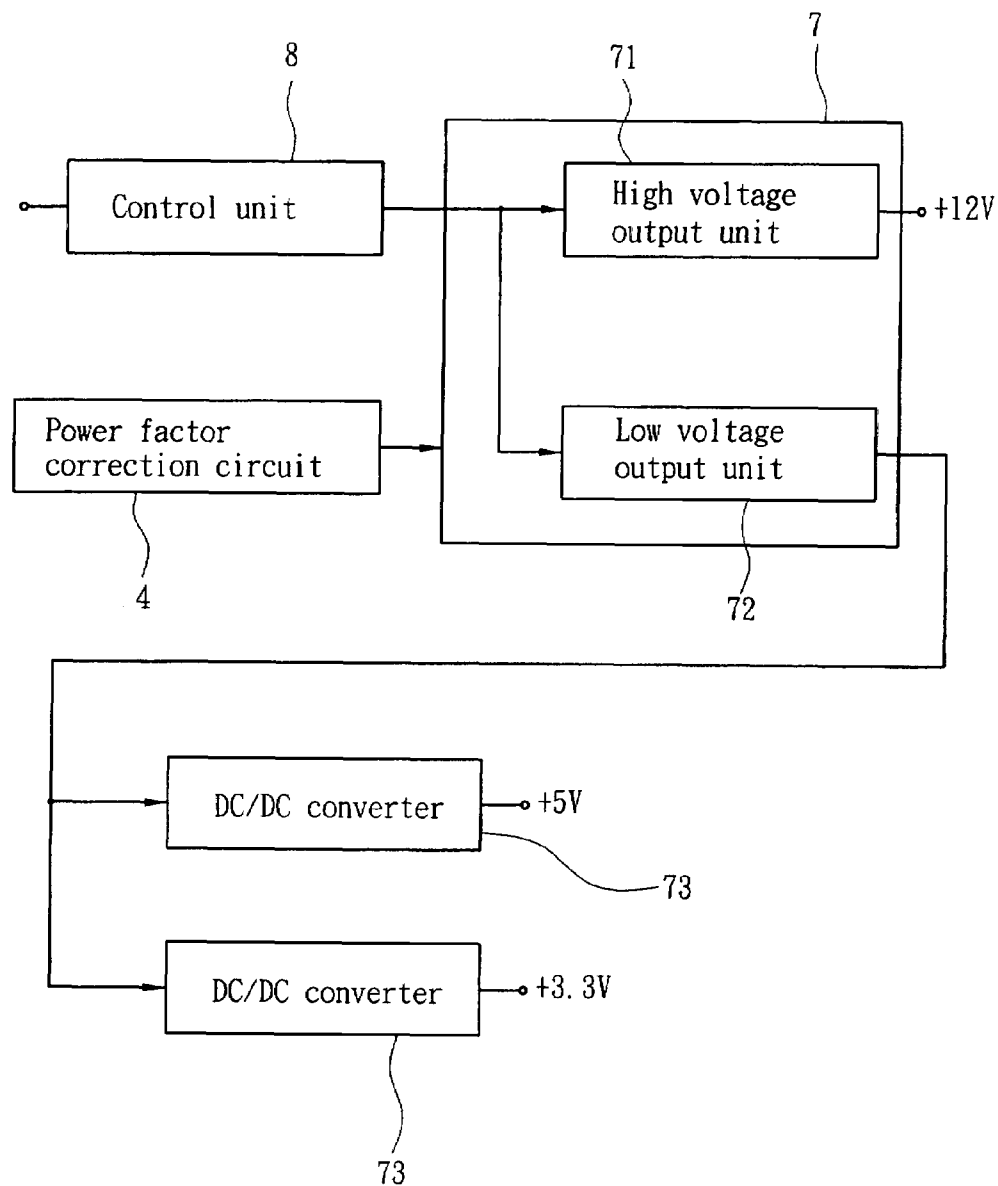 7
71
8
Control unit
High voltage
output unit
+12V
Power factor
correction circuit
Low voltage
output unit
4
72
DC/DC converter
+5V
73
DC/DC converter
+3.3V
73